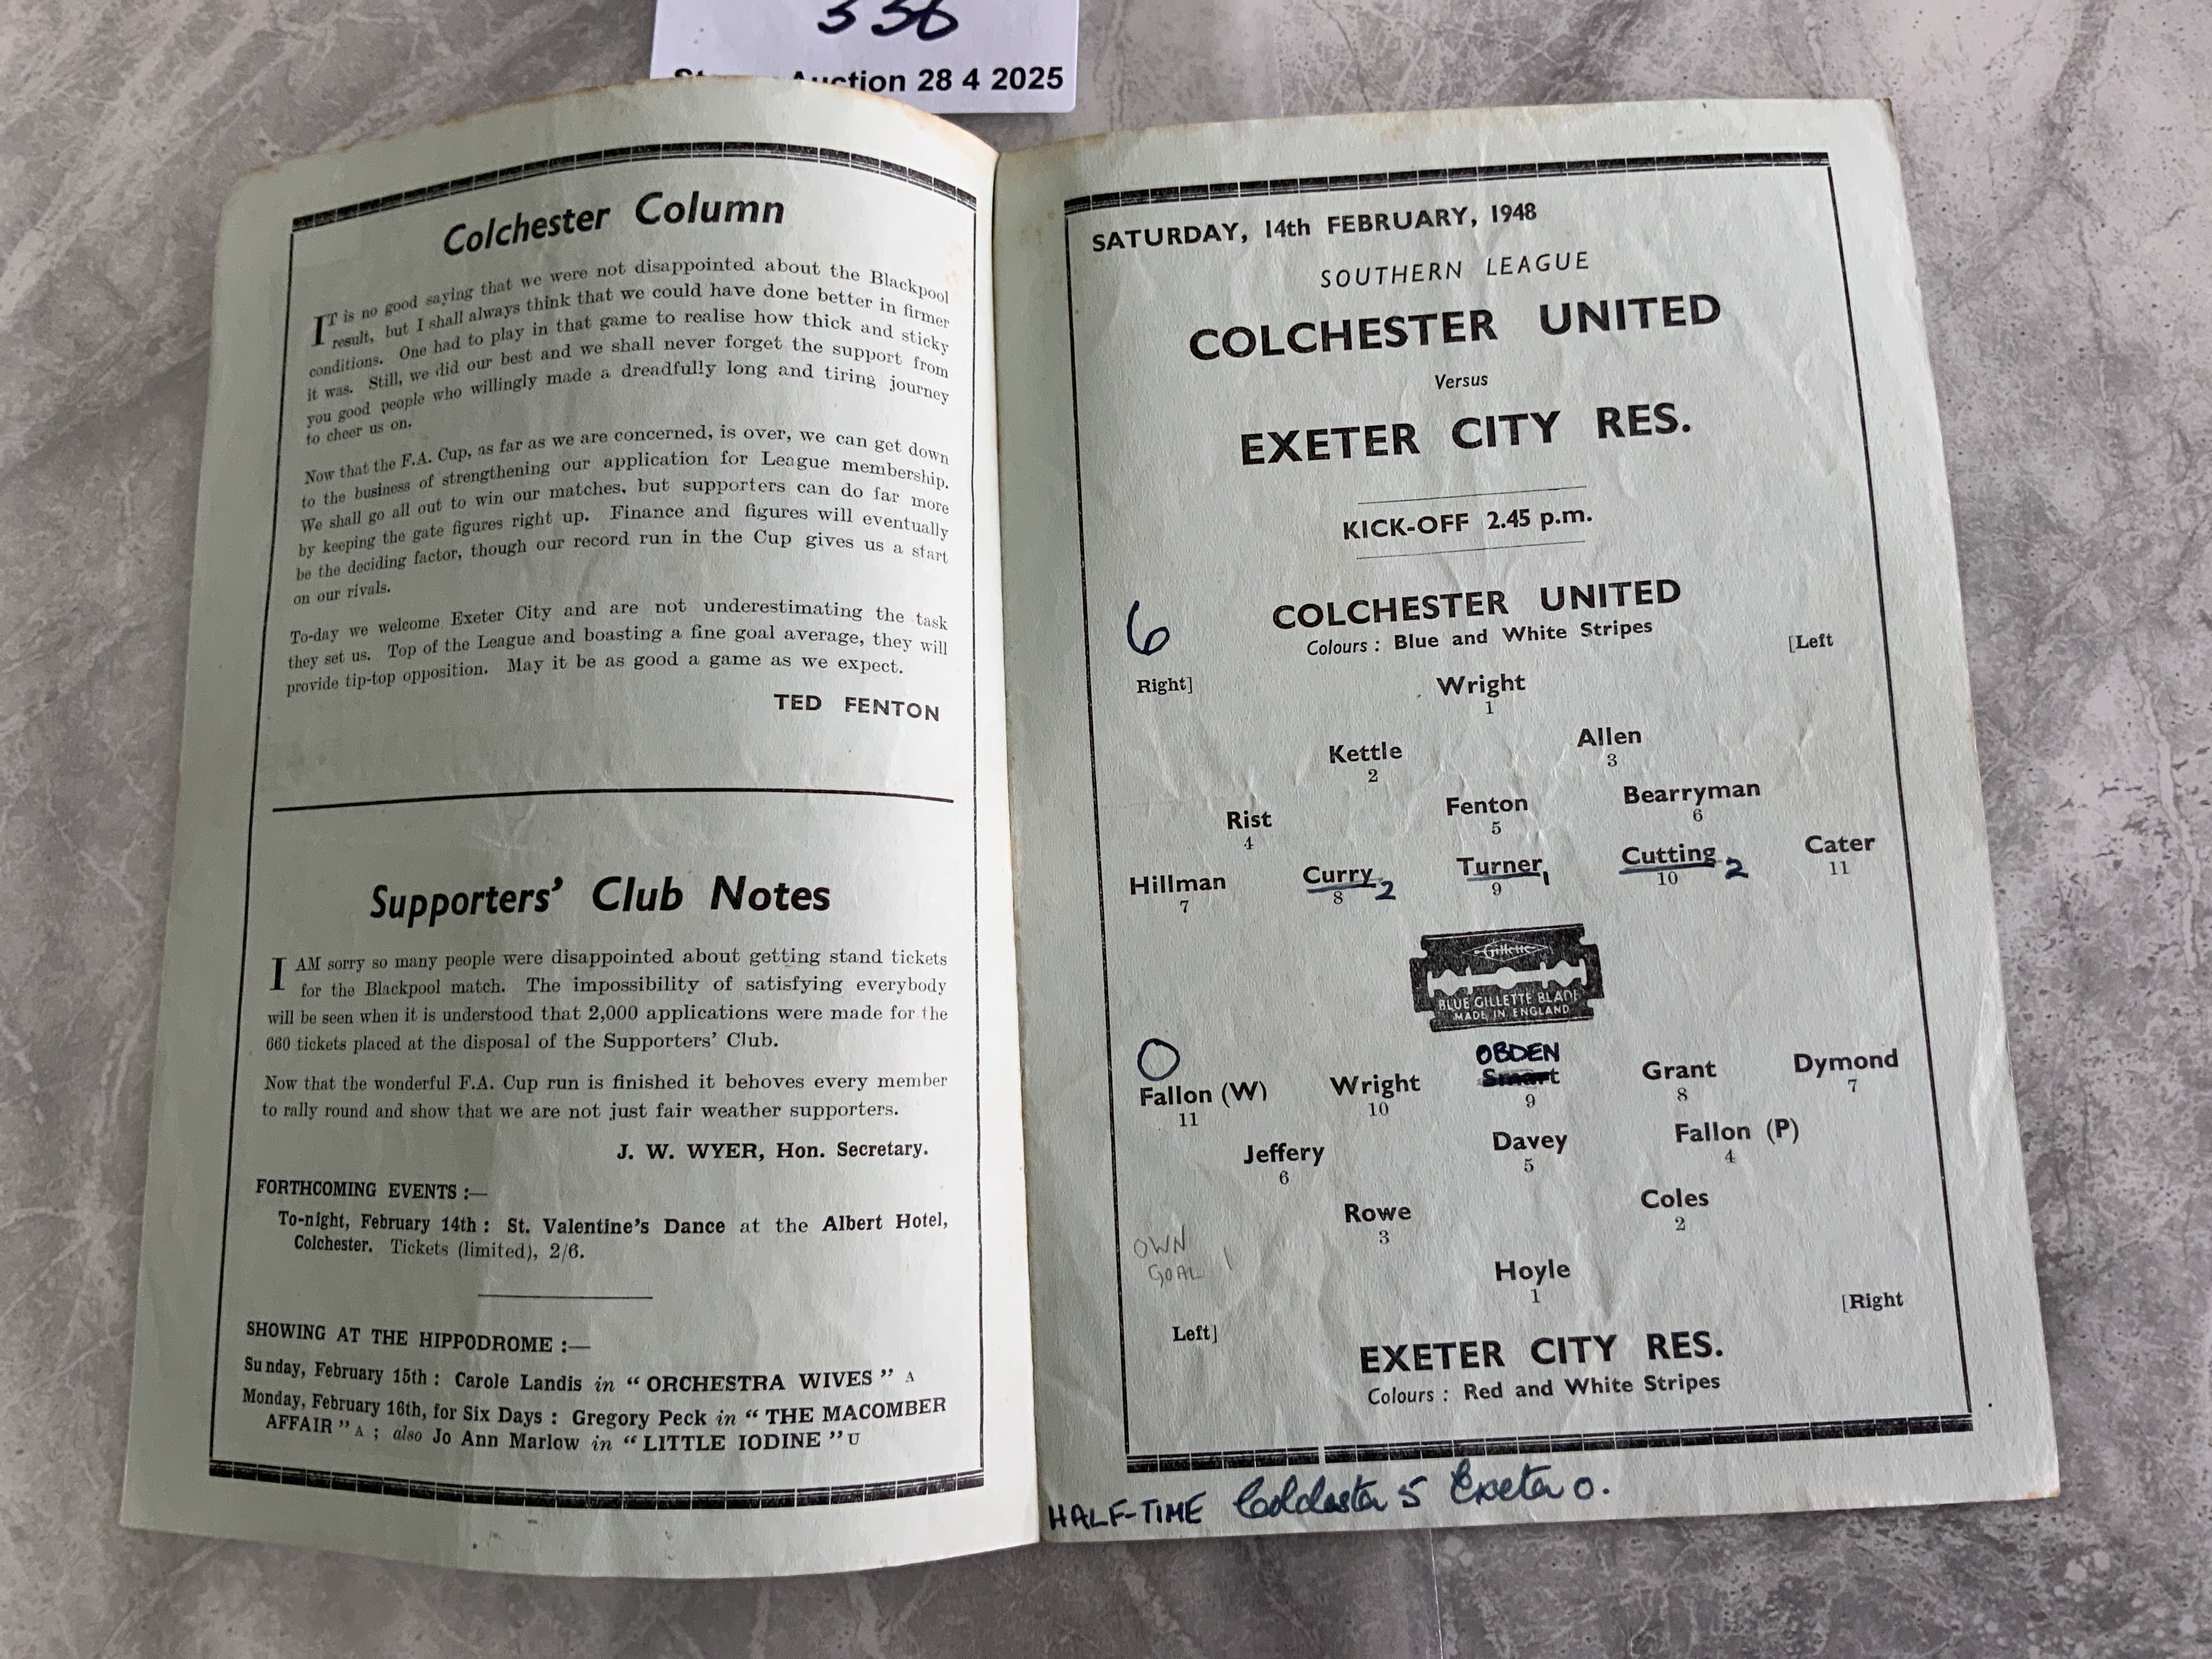 336
Auction 28 4 2025
Colchester Column
IT is no good saying that we were not disappointed about the Blackpool
result, but I shall always think that we could have done better in firmer
conditions. One had to play in that game to realise how thick and sticky
it was. Still, we did our best and we shall never forget the support from
you good people who willingly made a dreadfully long and tiring journey
to cheer us on.
Now that the F.A. Cup, as far as we are concerned, is over, we can get down
to the business of strengthening our application for League membership.
We shall go all out to win our matches, but supporters can do far more
by keeping the gate figures right up. Finance and figures will eventually
be the deciding factor, though our record run in the Cup gives us a start
on our rivals.
To-day we welcome Exeter City and are not underestimating the task
they set us. Top of the League and boasting a fine goal average, they will
provide tip-top opposition. May it be as good a game as we expect.
TED FENTON
Supporters' Club Notes
I AM sorry so many people were disappointed about getting stand tickets
for the Blackpool match. The impossibility of satisfying everybody
will be seen when it is understood that 2,000 applications were made for the
660 tickets placed at the disposal of the Supporters' Club.
Now that the wonderful F.A. Cup run is finished it behoves every member
to rally round and show that we are not just fair weather supporters.
J. W. WYER, Hon. Secretary.
FORTHCOMING EVENTS :—
To-night, February 14th : St. Valentine's Dance at the Albert Hotel,
Colchester. Tickets (limited), 2/6.
SHOWING AT THE HIPPODROME :—
Sunday, February 15th : Carole Landis in “ ORCHESTRA WIVES ” A
Monday, February 16th, for Six Days : Gregory Peck in “ THE MACOMBER
AFFAIR ” A ; also Jo Ann Marlow in “ LITTLE IODINE ” U
SATURDAY, 14th FEBRUARY, 1948
SOUTHERN LEAGUE
COLCHESTER UNITED
Versus
EXETER CITY RES.
KICK-OFF 2.45 p.m.
6 COLCHESTER UNITED
Colours : Blue and White Stripes
Right] [Left
Wright
1
Kettle Allen
2 3
Rist Fenton Bearryman
4 5 6
Hillman Curry 2 Turner 1 Cutting 2 Cater
7 8 9 10 11
Gillette
BLUE GILLETTE BLADE
MADE IN ENGLAND
0 OBDEN
Fallon (W) Wright Smart Grant Dymond
11 10 9 8 7
Jeffery Davey Fallon (P)
6 5 4
Rowe Coles
3 2
OWN
GOAL 1
Hoyle
1
Left] [Right
EXETER CITY RES.
Colours : Red and White Stripes
HALF-TIME Colchester 5 Exeter 0.